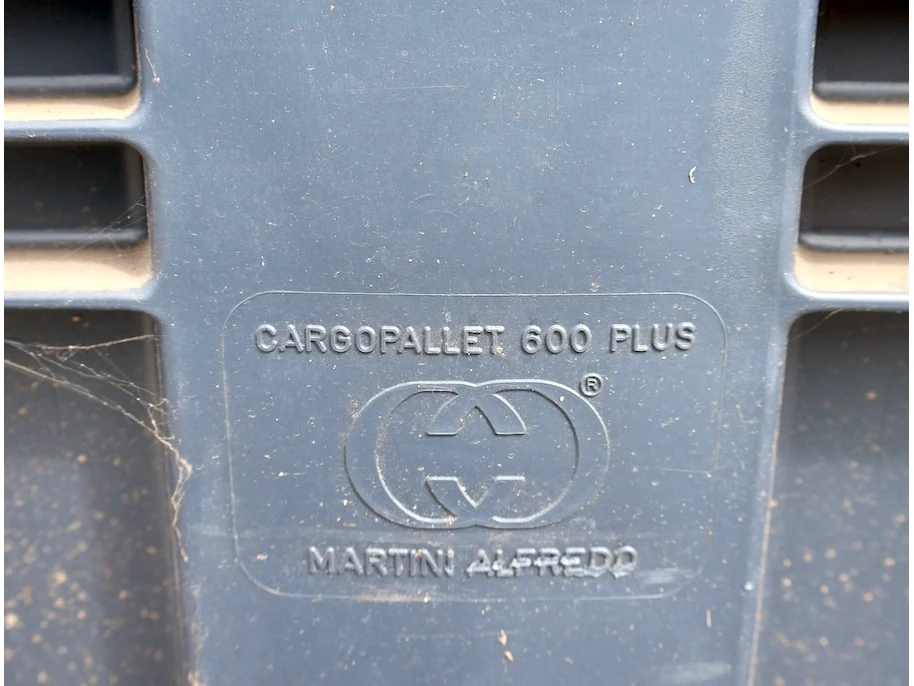 CARGOPALLET 600 PLUS
®
MARTINI ALFREDO